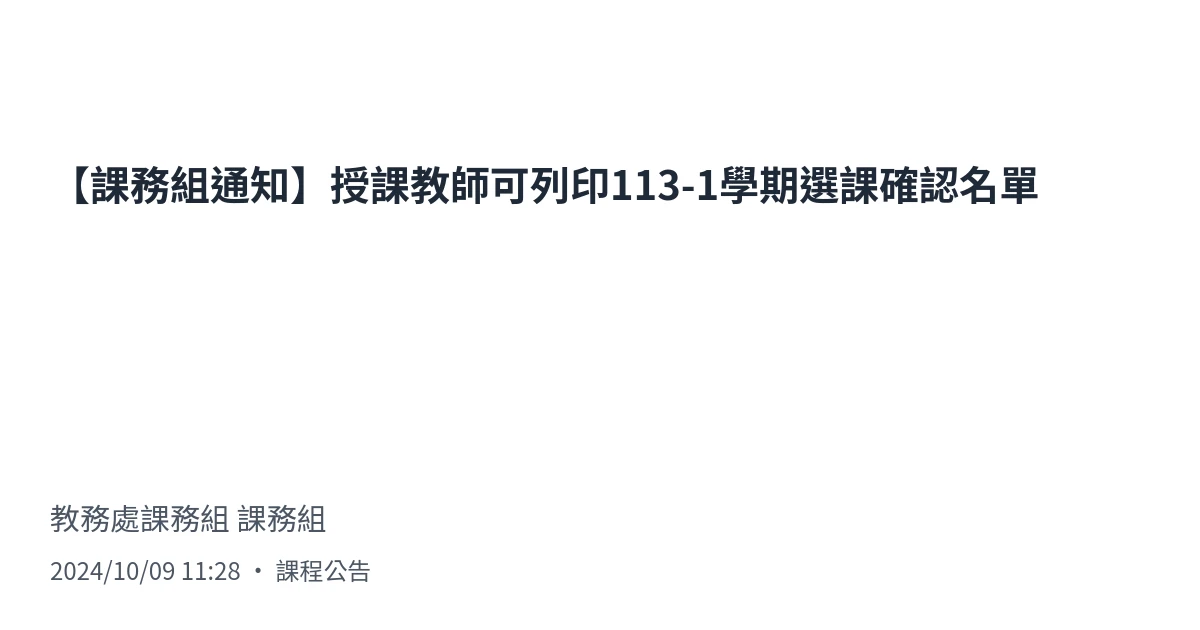 【課務組通知】授課教師可列印113-1學期選課確認名單
教務處課務組 課務組
2024/10/09 11:28 • 課程公告